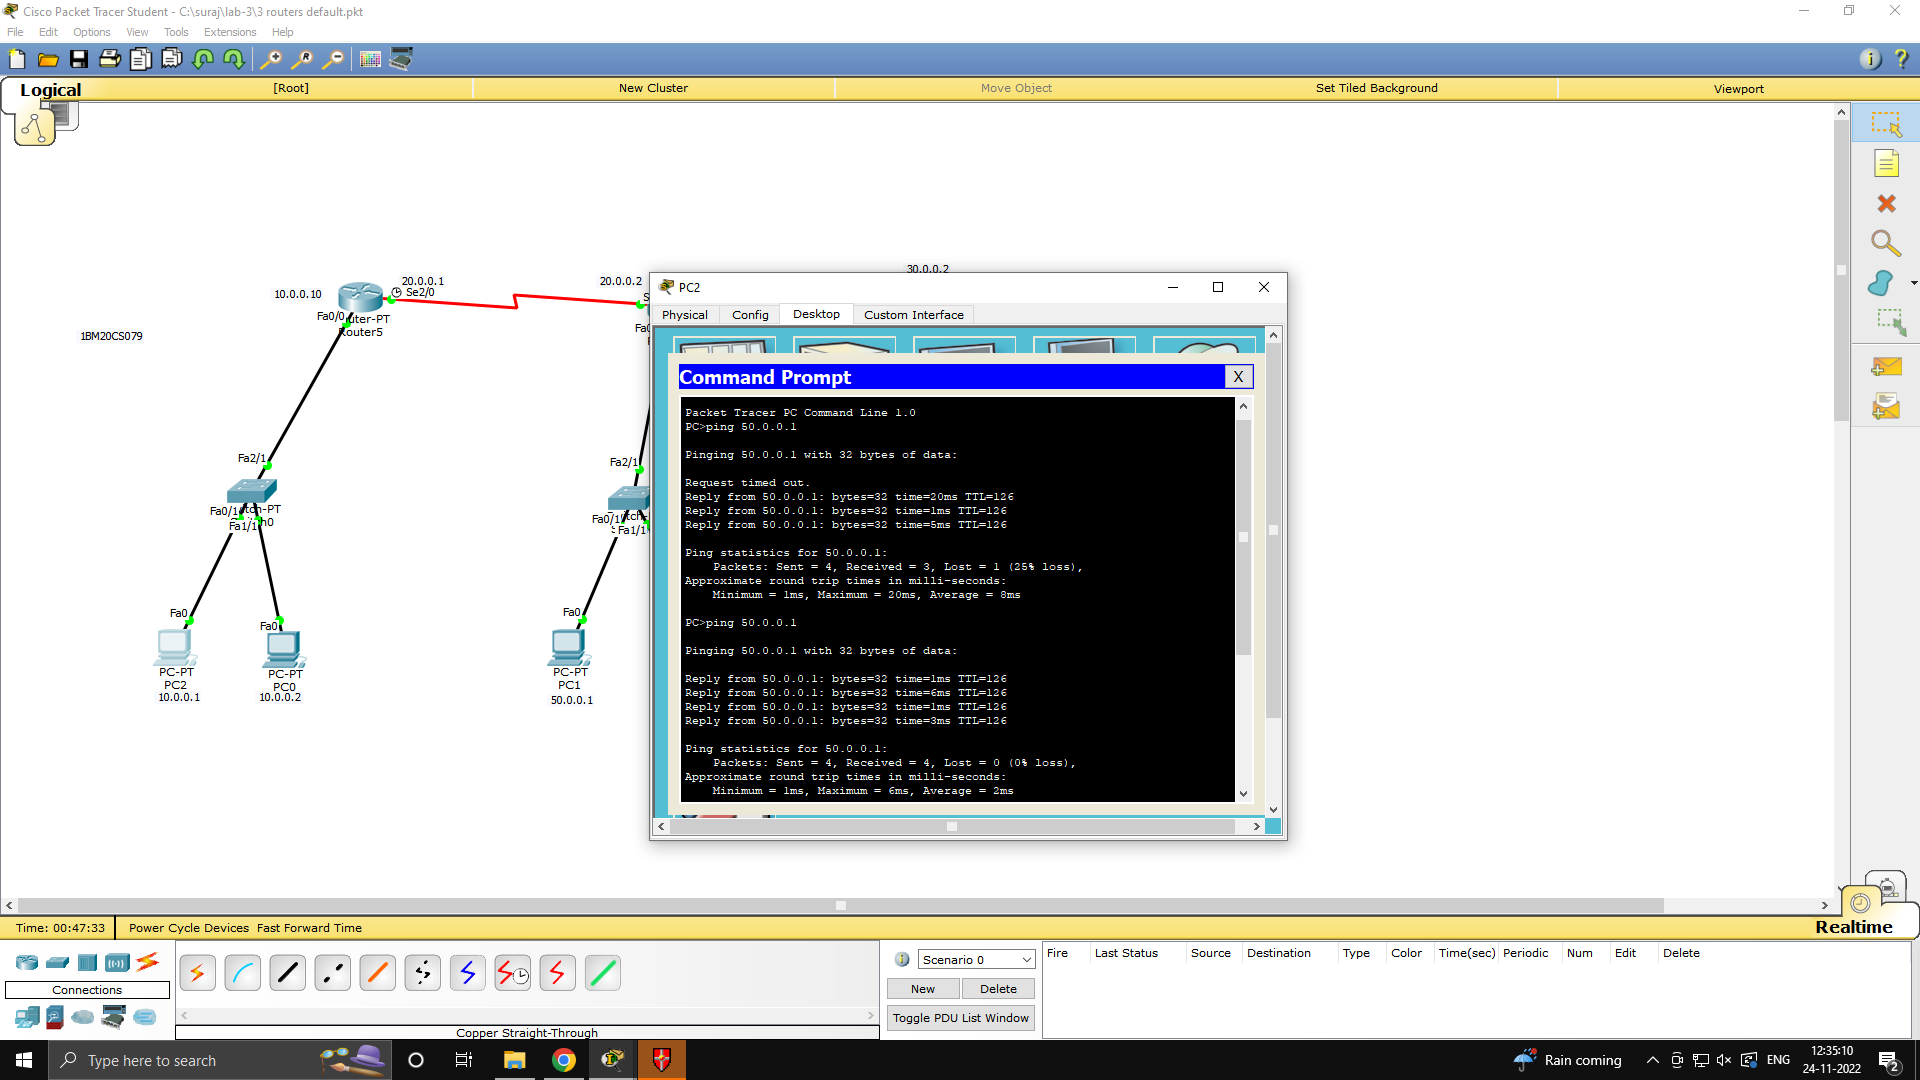 Cisco Packet Tracer Student - C:\suraj\lab-3\3 routers default.pkt
File Edit Options View Tools Extensions Help
Logical [Root] New Cluster Move Object Set Tiled Background Viewport
30.0.0.2
20.0.0.1
20.0.0.2
10.0.0.10
Se2/0
Fa0/0
Router5
1BM20CS079
Fa2/1
Fa0/1
Fa1/1
Fa0
Fa0
PC-PT
PC2
10.0.0.1
PC-PT
PC0
10.0.0.2
Fa2/1
Fa0/1
Fa1/1
Fa0
PC-PT
PC1
50.0.0.1
PC2
Physical Config Desktop Custom Interface
Command Prompt X
Packet Tracer PC Command Line 1.0
PC>ping 50.0.0.1
Pinging 50.0.0.1 with 32 bytes of data:
Request timed out.
Reply from 50.0.0.1: bytes=32 time=20ms TTL=126
Reply from 50.0.0.1: bytes=32 time=1ms TTL=126
Reply from 50.0.0.1: bytes=32 time=5ms TTL=126
Ping statistics for 50.0.0.1:
Packets: Sent = 4, Received = 3, Lost = 1 (25% loss),
Approximate round trip times in milli-seconds:
Minimum = 1ms, Maximum = 20ms, Average = 8ms
PC>ping 50.0.0.1
Pinging 50.0.0.1 with 32 bytes of data:
Reply from 50.0.0.1: bytes=32 time=1ms TTL=126
Reply from 50.0.0.1: bytes=32 time=6ms TTL=126
Reply from 50.0.0.1: bytes=32 time=1ms TTL=126
Reply from 50.0.0.1: bytes=32 time=3ms TTL=126
Ping statistics for 50.0.0.1:
Packets: Sent = 4, Received = 4, Lost = 0 (0% loss),
Approximate round trip times in milli-seconds:
Minimum = 1ms, Maximum = 6ms, Average = 2ms
Time: 00:47:33 Power Cycle Devices Fast Forward Time Realtime
Connections
Copper Straight-Through
Scenario 0
New Delete
Toggle PDU List Window
Fire Last Status Source Destination Type Color Time(sec) Periodic Num Edit Delete
Type here to search
Rain coming
ENG
12:35:10
24-11-2022
2